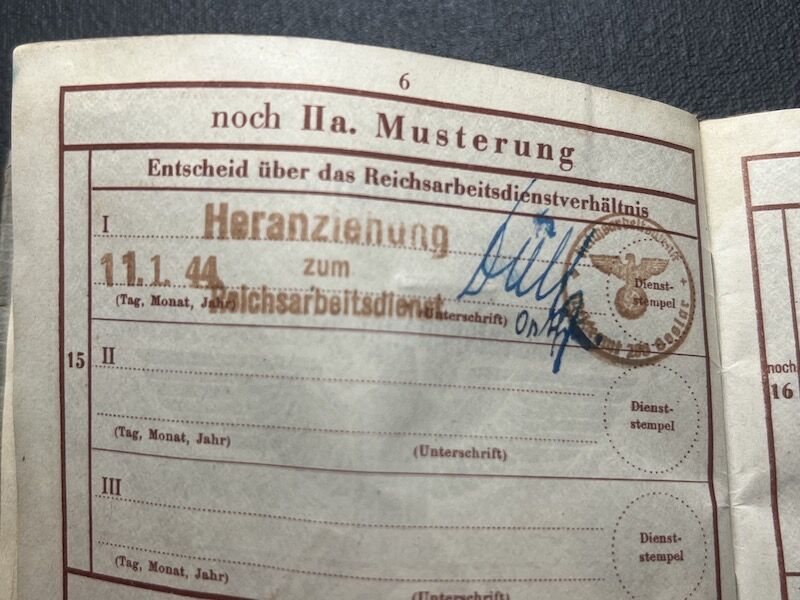 6
noch IIa. Musterung
Entscheid über das Reichsarbeitsdienstverhältnis
I
Heranziehung
11.1.44
zum
Reichsarbeitsdienst
(Tag, Monat, Jahr)
(Unterschrift)
Dienst-
stempel
Goslar
15
II
(Tag, Monat, Jahr)
(Unterschrift)
Dienst-
stempel
III
(Tag, Monat, Jahr)
(Unterschrift)
Dienst-
stempel
noch
16